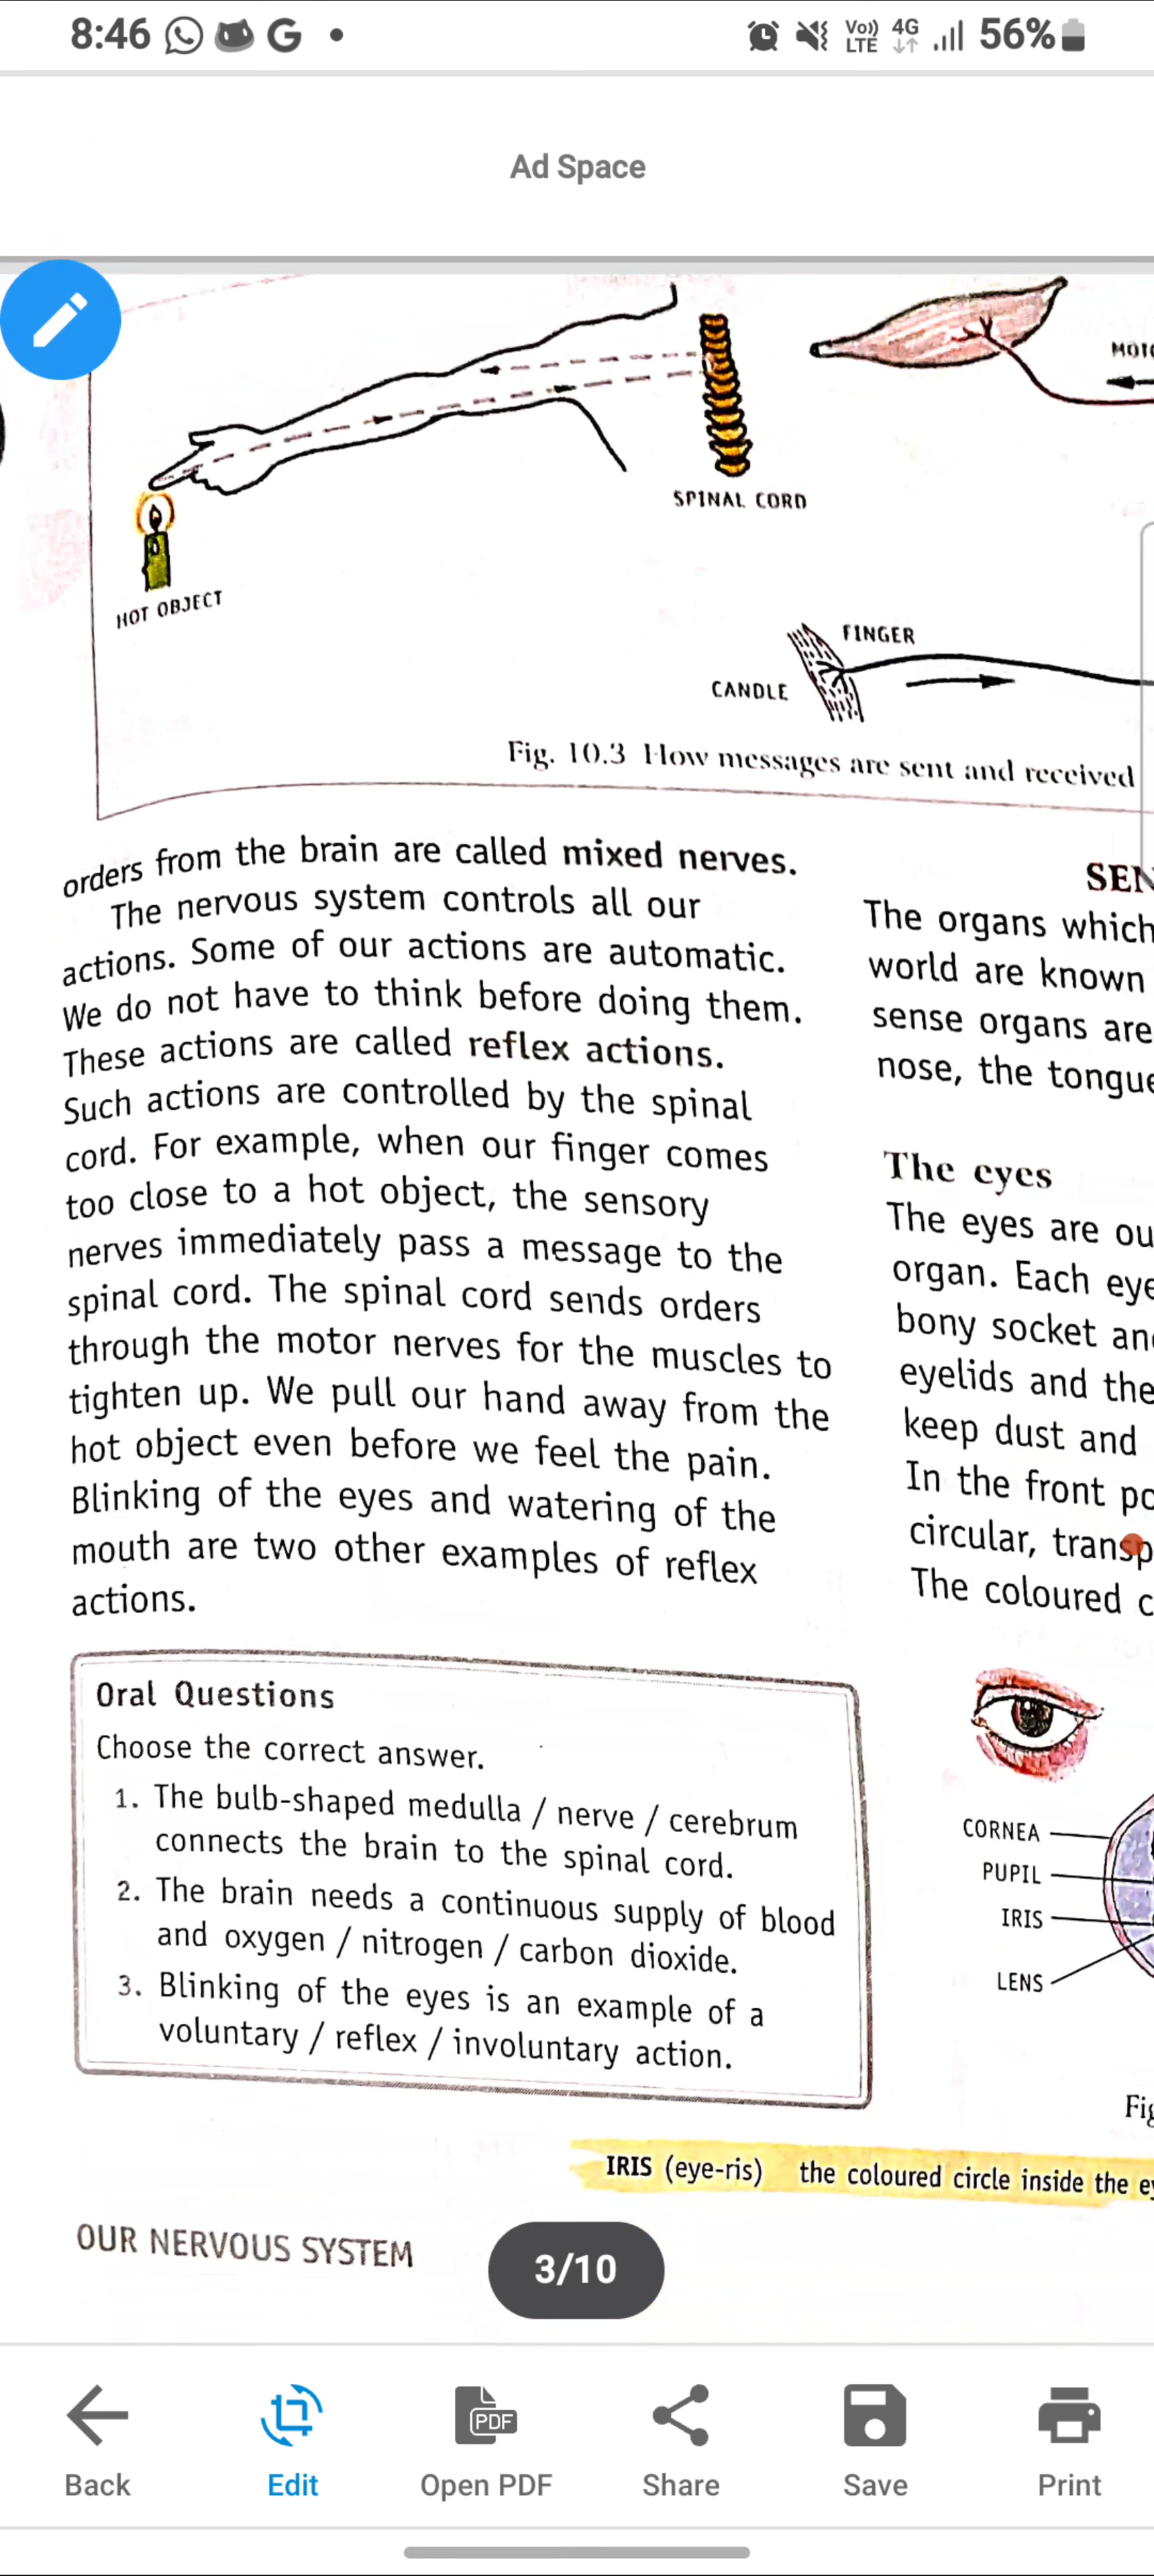 8:46
Vo)) LTE 4G 56%
Ad Space
MOTO
SPINAL CORD
HOT OBJECT
FINGER
CANDLE
Fig. 10.3 How messages are sent and received
orders from the brain are called mixed nerves.
The nervous system controls all our
actions. Some of our actions are automatic.
We do not have to think before doing them.
These actions are called reflex actions.
Such actions are controlled by the spinal
cord. For example, when our finger comes
too close to a hot object, the sensory
nerves immediately pass a message to the
spinal cord. The spinal cord sends orders
through the motor nerves for the muscles to
tighten up. We pull our hand away from the
hot object even before we feel the pain.
Blinking of the eyes and watering of the
mouth are two other examples of reflex
actions.
Oral Questions
Choose the correct answer.
1. The bulb-shaped medulla / nerve / cerebrum
connects the brain to the spinal cord.
2. The brain needs a continuous supply of blood
and oxygen / nitrogen / carbon dioxide.
3. Blinking of the eyes is an example of a
voluntary / reflex / involuntary action.
SEN
The organs which
world are known
sense organs are
nose, the tongue
The eyes
The eyes are ou
organ. Each eye
bony socket an
eyelids and the
keep dust and
In the front po
circular, transp
The coloured c
CORNEA
PUPIL
IRIS
LENS
Fig
IRIS (eye-ris) the coloured circle inside the ey
OUR NERVOUS SYSTEM
3/10
Back Edit PDF Open PDF Share Save Print